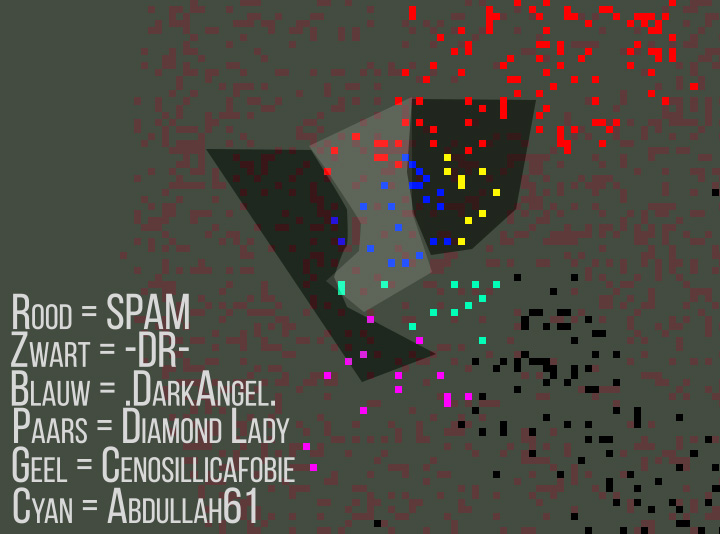 Rood = SPAM
Zwart = -DR-
Blauw = .DarkAngel.
Paars = Diamond Lady
Geel = Cenosillicafobie
Cyan = Abdullah61